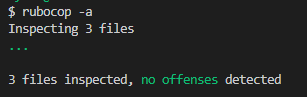 $ rubocop -a
Inspecting 3 files
...
3 files inspected, no offenses detected